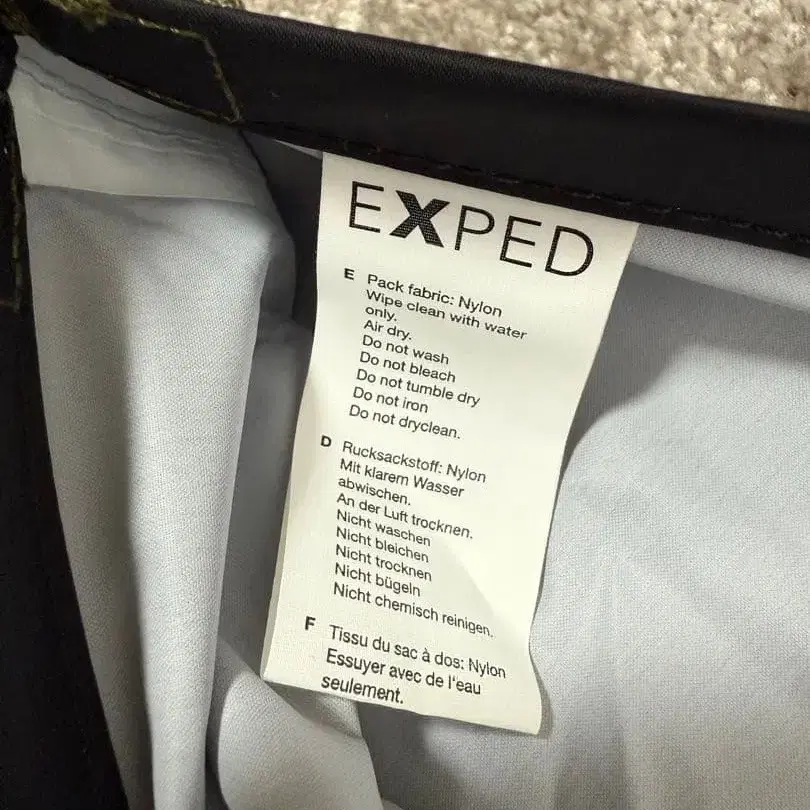 EXPED
E Pack fabric: Nylon
Wipe clean with water
only.
Air dry.
Do not wash
Do not bleach
Do not tumble dry
Do not iron
Do not dryclean.
D Rucksackstoff: Nylon
Mit klarem Wasser
abwischen.
An der Luft trocknen.
Nicht waschen
Nicht bleichen
Nicht trocknen
Nicht bügeln
Nicht chemisch reinigen.
F Tissu du sac à dos: Nylon
Essuyer avec de l'eau
seulement.